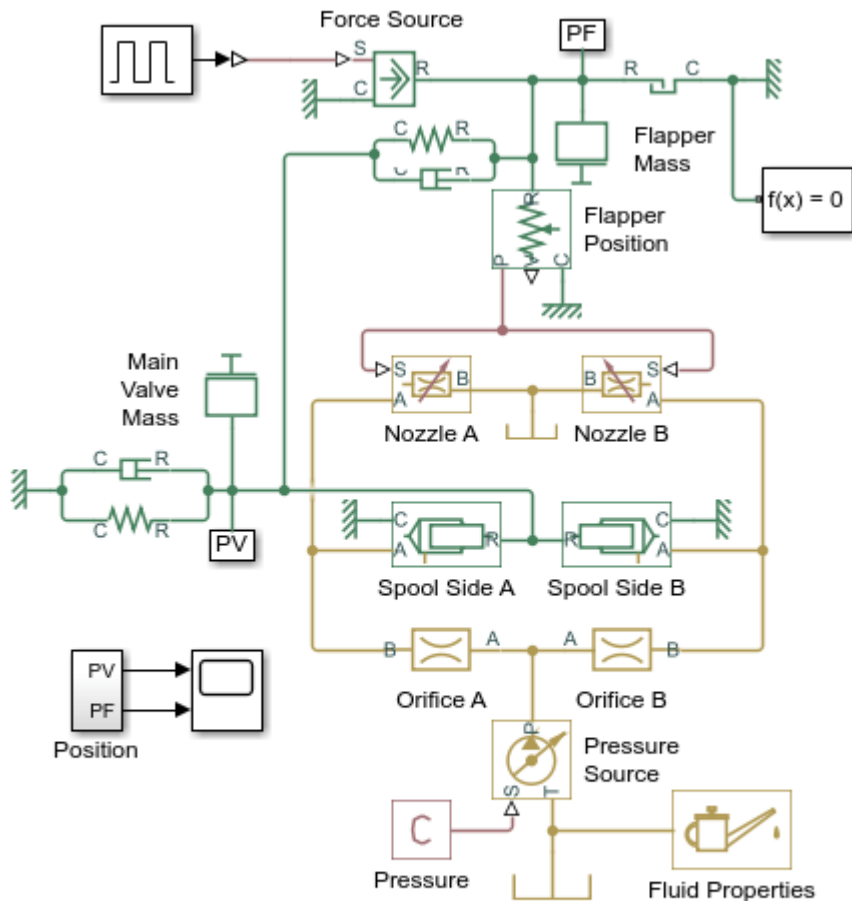 Force Source
PF
S
R
C
R
C
Flapper
Mass
C
R
C
R
f(x) = 0
R
Flapper
Position
P
V
C
Main
Valve
Mass
S
B
A
B
S
A
Nozzle A
Nozzle B
C
R
C
R
PV
C
A
R
R
C
A
Spool Side A
Spool Side B
B
A
A
B
Orifice A
Orifice B
PV
PF
Position
P
S
T
Pressure
Source
C
Pressure
Fluid Properties